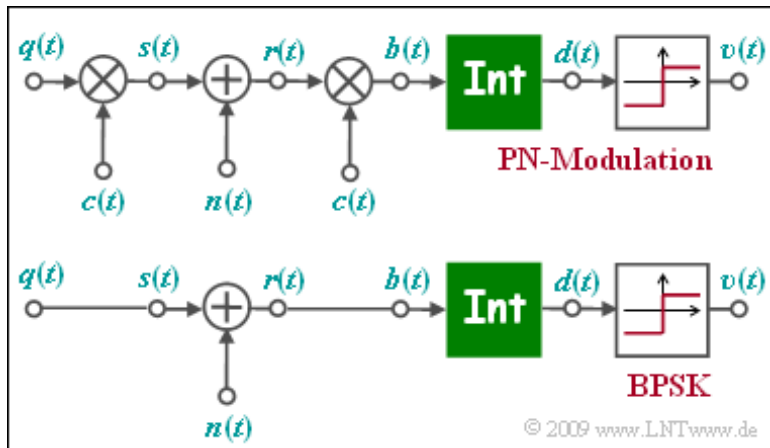 q(t) s(t) r(t) b(t) Int d(t) v(t)
PN-Modulation
c(t) n(t) c(t)
q(t) s(t) r(t) b(t) Int d(t) v(t)
BPSK
n(t)
© 2009 www.LNTwww.de